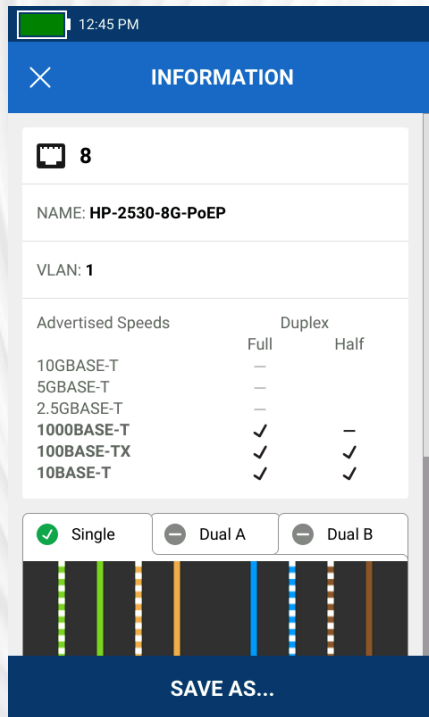 12:45 PM
INFORMATION
8
NAME: HP-2530-8G-PoEP
VLAN: 1
Advertised Speeds Duplex
Full Half
10GBASE-T —
5GBASE-T —
2.5GBASE-T —
1000BASE-T ✓ —
100BASE-TX ✓ ✓
10BASE-T ✓ ✓
Single Dual A Dual B
SAVE AS...